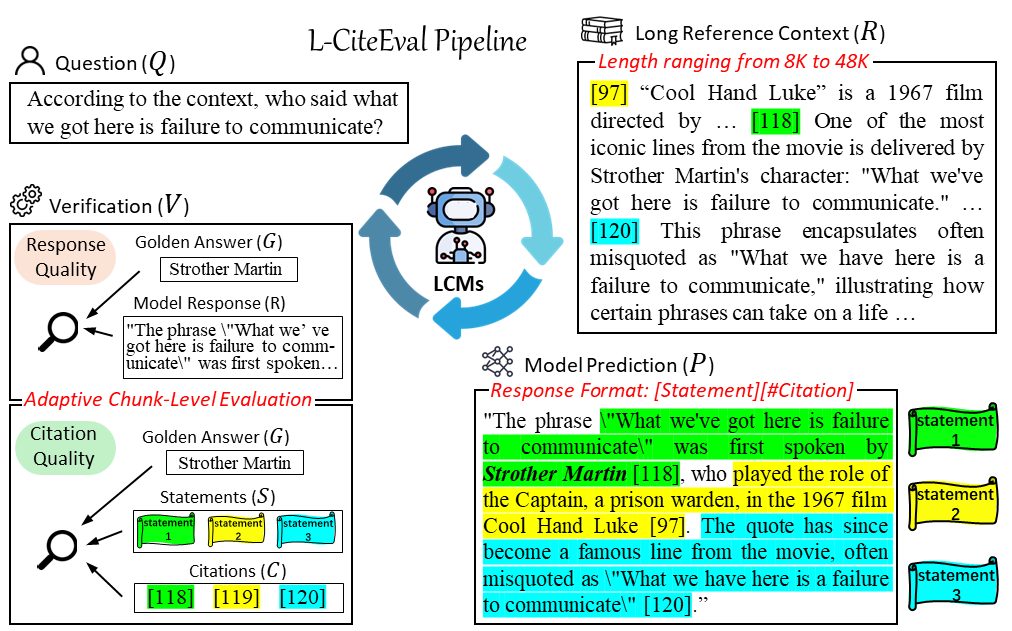 L-CiteEval Pipeline
Question (Q)
According to the context, who said what
we got here is failure to communicate?
Long Reference Context (R)
Length ranging from 8K to 48K
[97] “Cool Hand Luke” is a 1967 film
directed by … [118] One of the most
iconic lines from the movie is delivered by
Strother Martin's character: "What we've
got here is failure to communicate." …
[120] This phrase encapsulates often
misquoted as "What we have here is a
failure to communicate," illustrating how
certain phrases can take on a life …
LCMs
Verification (V)
Response
Quality
Golden Answer (G)
Strother Martin
Model Response (R)
"The phrase \"What we’ ve
got here is failure to comm-
unicate\" was first spoken…
Adaptive Chunk-Level Evaluation
Citation
Quality
Golden Answer (G)
Strother Martin
Statements (S)
statement
1
statement
2
statement
3
Citations (C)
[118] [119] [120]
Model Prediction (P)
Response Format: [Statement][#Citation]
"The phrase \"What we've got here is failure
to communicate\" was first spoken by
Strother Martin [118], who played the role of
the Captain, a prison warden, in the 1967 film
Cool Hand Luke [97]. The quote has since
become a famous line from the movie, often
misquoted as \"What we have here is a failure
to communicate\" [120].”
statement
1
statement
2
statement
3